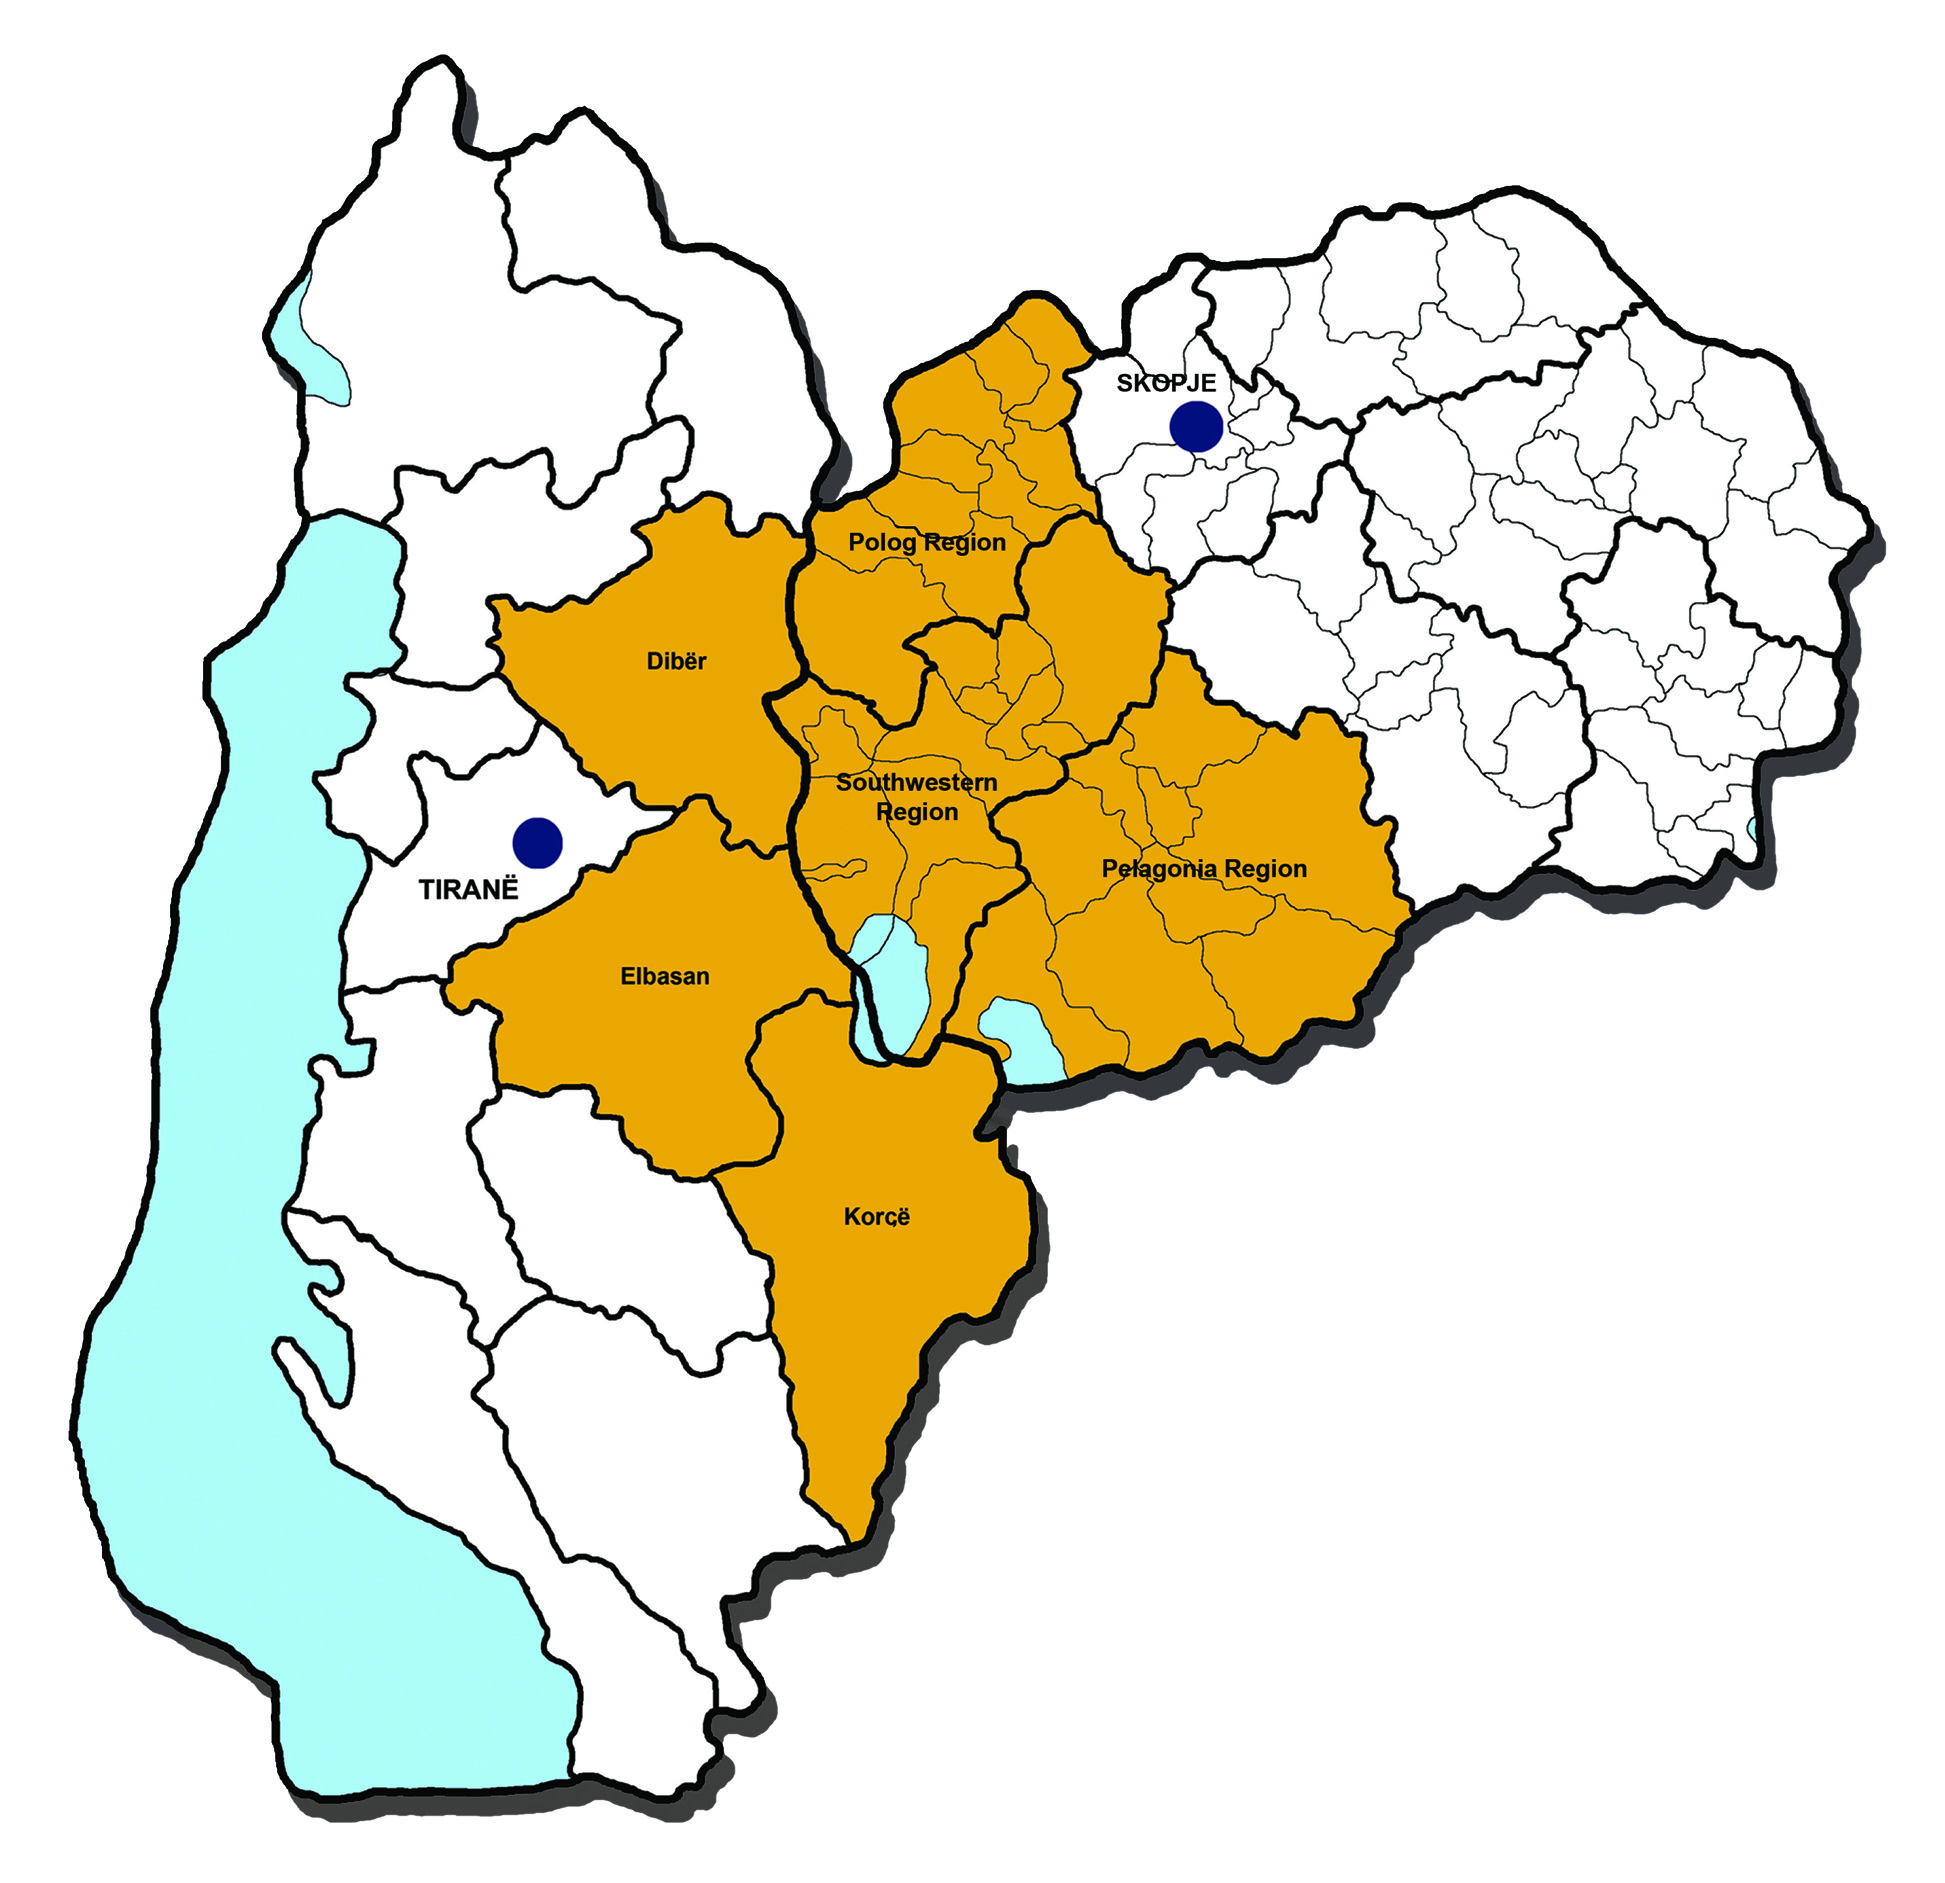 SKOPJE
Polog Region
Dibër
Southwestern
Region
Pelagonia Region
TIRANË
Elbasan
Korçë